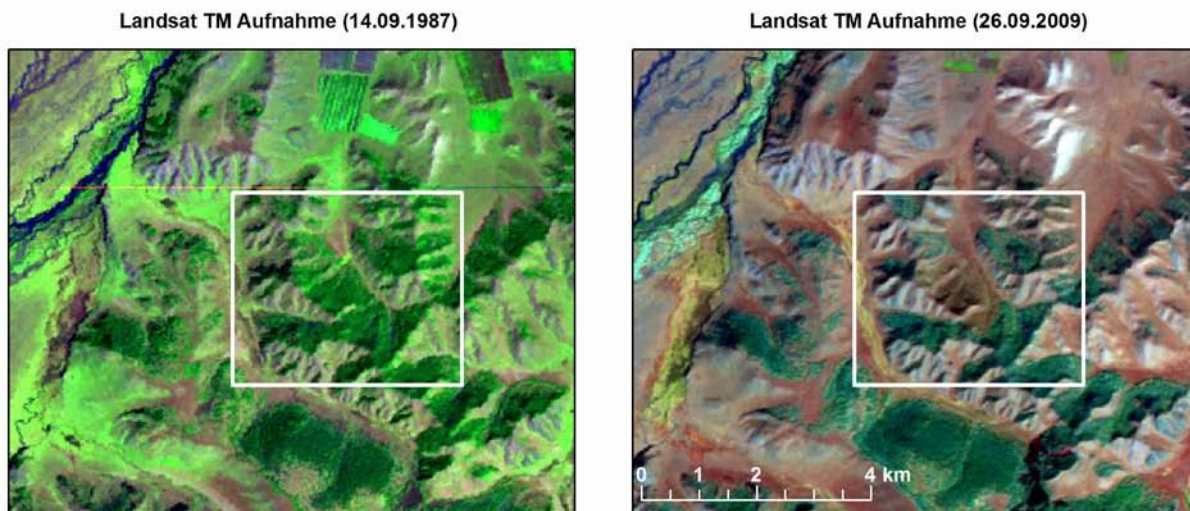 Landsat TM Aufnahme (14.09.1987)
Landsat TM Aufnahme (26.09.2009)
0 1 2 4 km